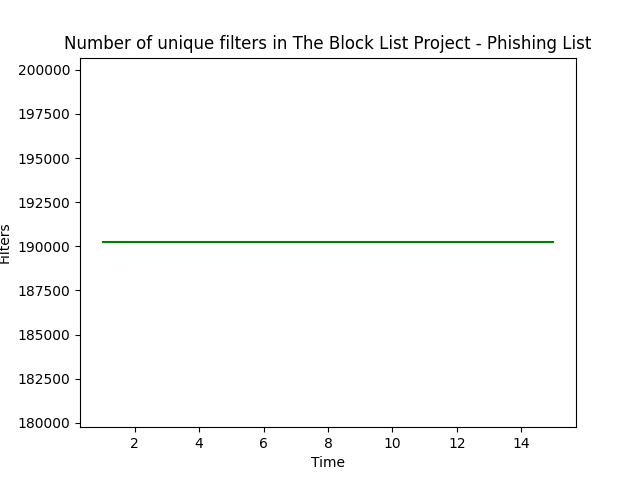 Number of unique filters in The Block List Project - Phishing List
200000
197500
195000
192500
190000
187500
185000
182500
180000
Filters
2 4 6 8 10 12 14
Time